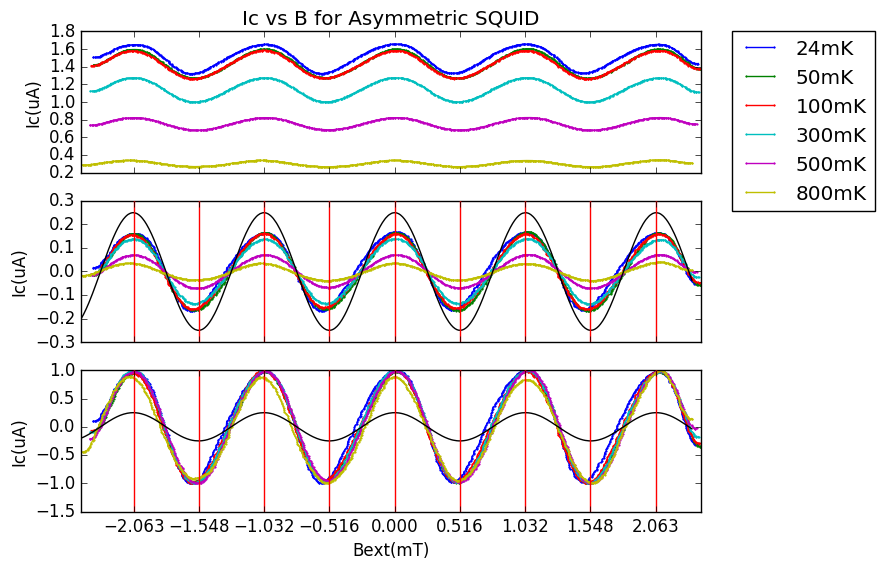 Ic vs B for Asymmetric SQUID
Ic(uA)
1.8
1.6
1.4
1.2
1.0
0.8
0.6
0.4
0.2
24mK
50mK
100mK
300mK
500mK
800mK
Ic(uA)
0.3
0.2
0.1
0.0
−0.1
−0.2
−0.3
Ic(uA)
1.0
0.5
0.0
−0.5
−1.0
−1.5
−2.063 −1.548 −1.032 −0.516 0.000 0.516 1.032 1.548 2.063
Bext(mT)